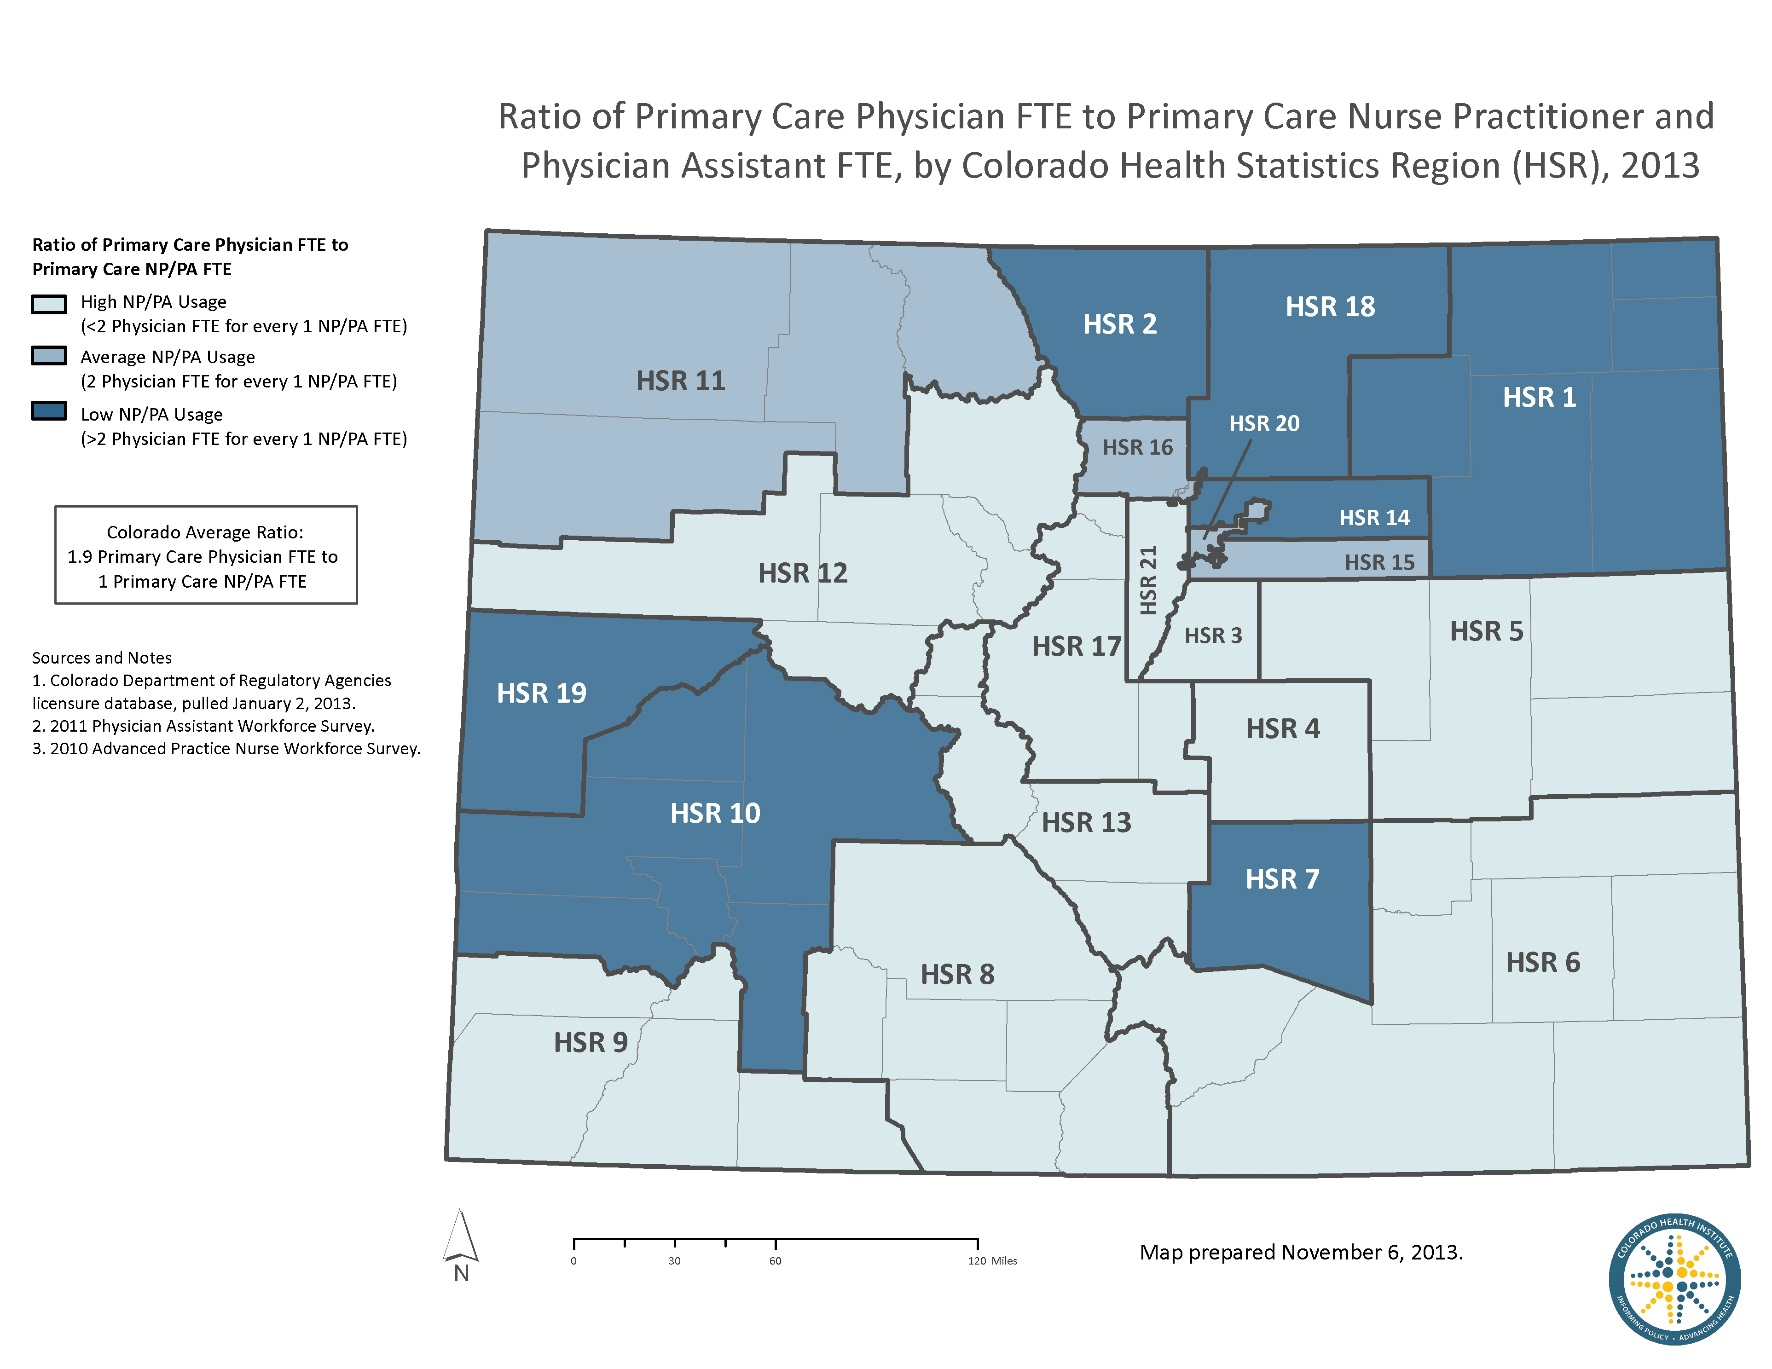 Ratio of Primary Care Physician FTE to Primary Care Nurse Practitioner and
Physician Assistant FTE, by Colorado Health Statistics Region (HSR), 2013
Ratio of Primary Care Physician FTE to
Primary Care NP/PA FTE
High NP/PA Usage
(<2 Physician FTE for every 1 NP/PA FTE)
Average NP/PA Usage
(2 Physician FTE for every 1 NP/PA FTE)
Low NP/PA Usage
(>2 Physician FTE for every 1 NP/PA FTE)
Colorado Average Ratio:
1.9 Primary Care Physician FTE to
1 Primary Care NP/PA FTE
Sources and Notes
1. Colorado Department of Regulatory Agencies
licensure database, pulled January 2, 2013.
2. 2011 Physician Assistant Workforce Survey.
3. 2010 Advanced Practice Nurse Workforce Survey.
HSR 2
HSR 18
HSR 11
HSR 1
HSR 20
HSR 16
HSR 14
HSR 15
HSR 12
HSR 21
HSR 3
HSR 5
HSR 17
HSR 19
HSR 4
HSR 10
HSR 13
HSR 7
HSR 6
HSR 8
HSR 9
N
0 30 60 120 Miles
Map prepared November 6, 2013.
COLORADO HEALTH INSTITUTE
INFORMING POLICY • ADVANCING HEALTH